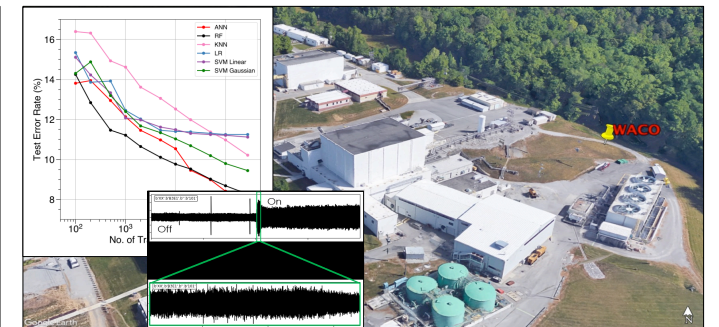 Test Error Rate (%)
16
14
12
10
8
10²
10³
No. of Tr
ANN
RF
KNN
LR
SVM Linear
SVM Gaussian
On
Off
WACO
Google Earth
N